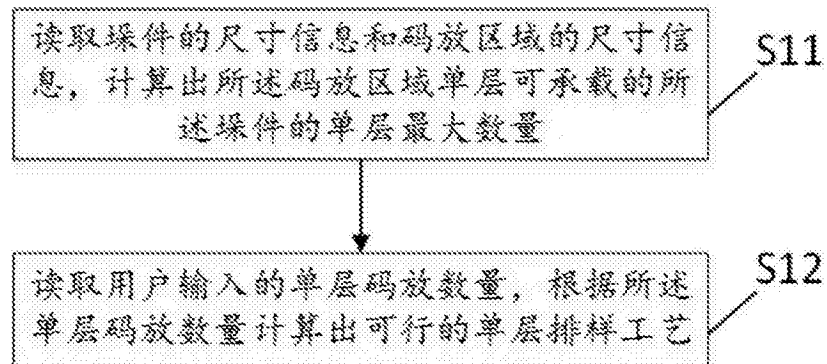 读取垛件的尺寸信息和码放区域的尺寸信
息，计算出所述码放区域单层可承载的所
述垛件的单层最大数量
S11
读取用户输入的单层码放数量，根据所述
单层码放数量计算出可行的单层排样工艺
S12